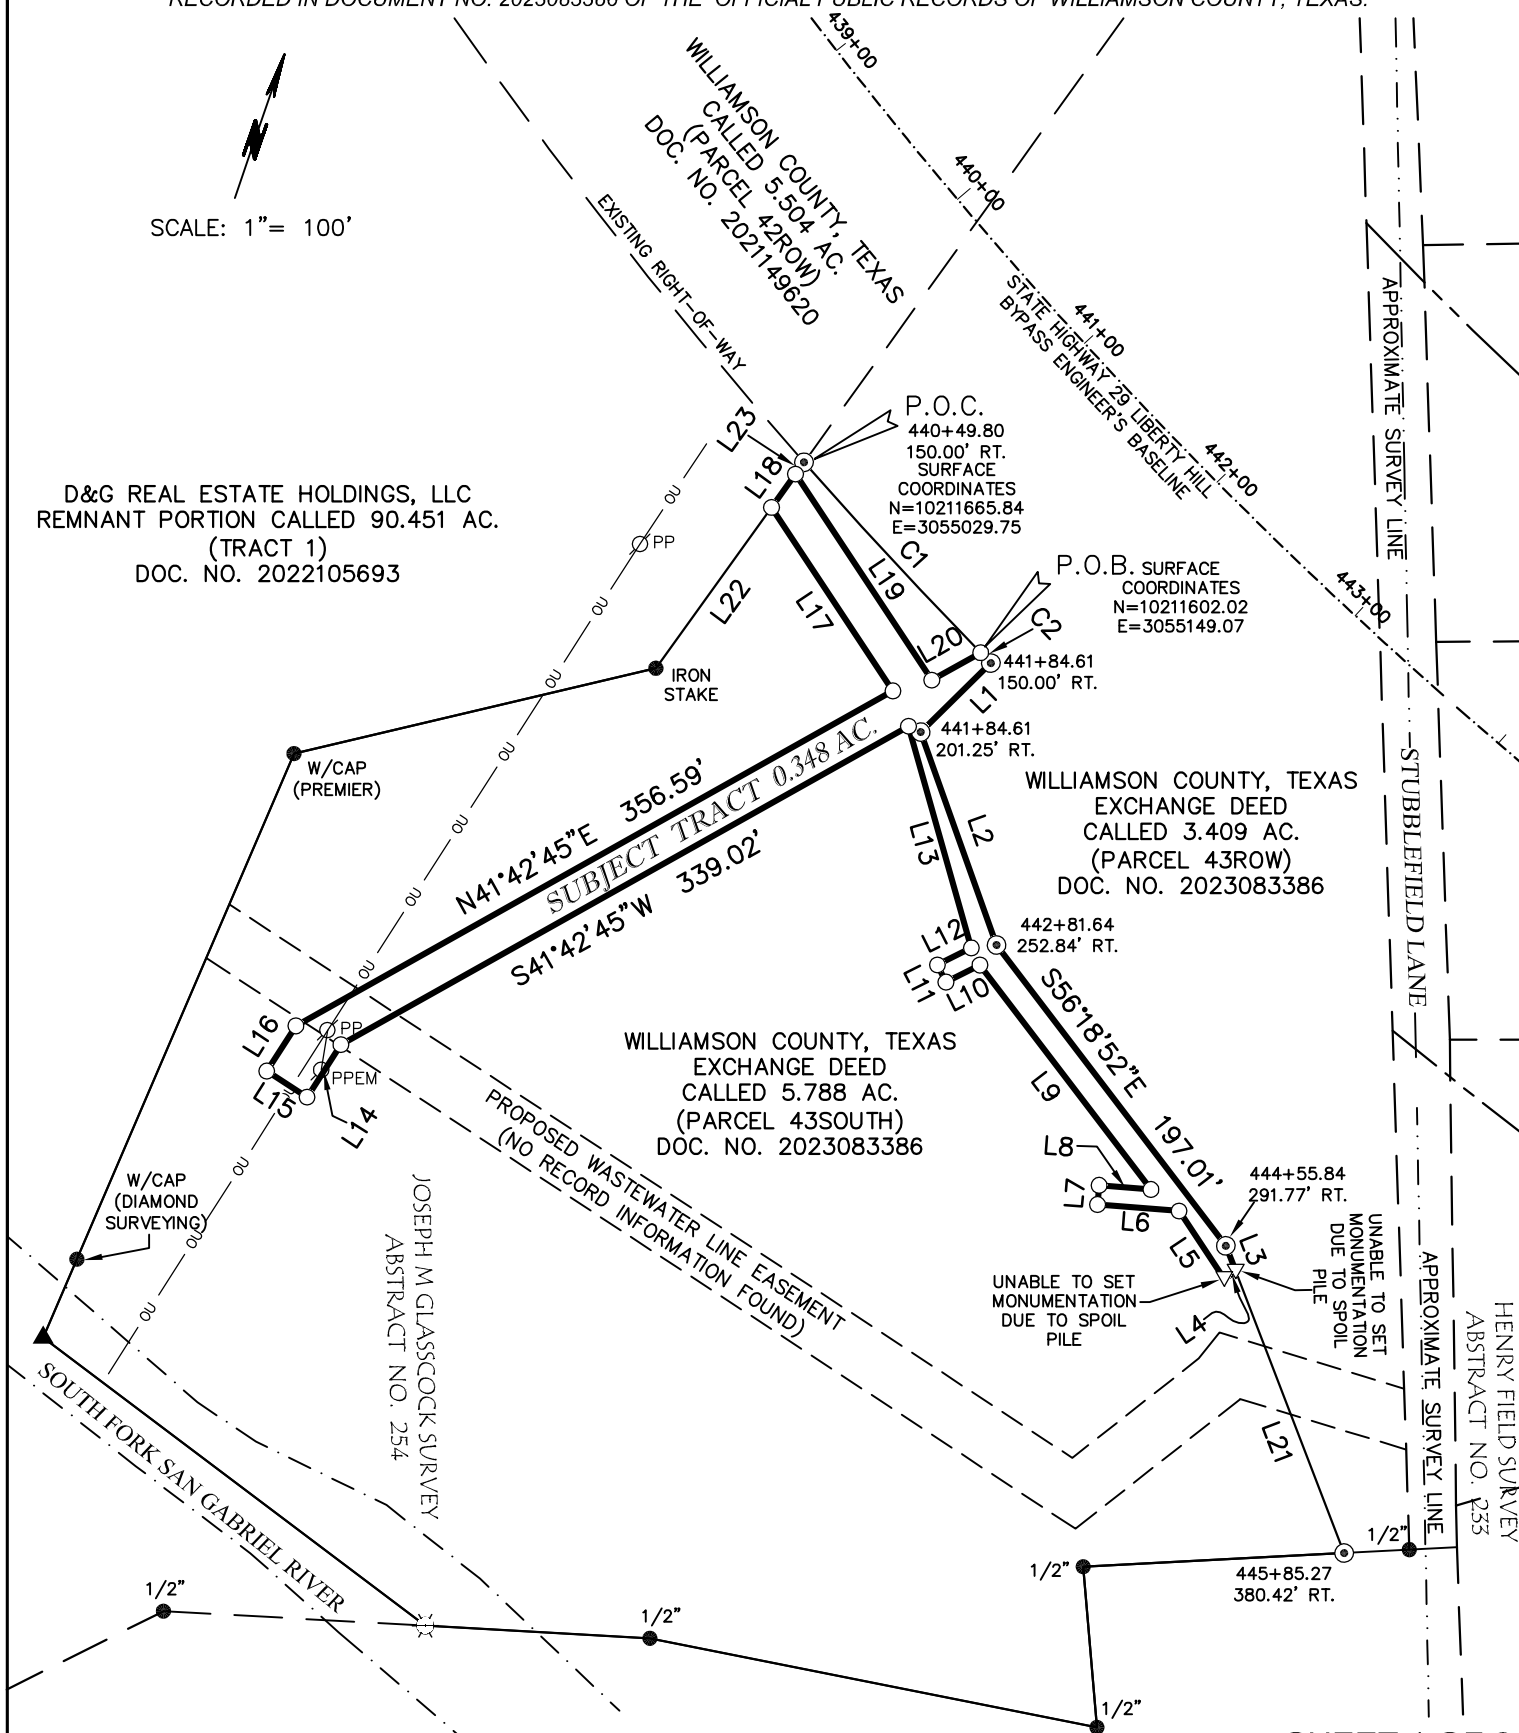 RECORDED IN DOCUMENT NO. 2023083386 OF THE OFFICIAL PUBLIC RECORDS OF WILLIAMSON COUNTY, TEXAS.
SCALE: 1"= 100'
439+00
WILLIAMSON COUNTY, TEXAS
CALLED 5.504 AC.
(PARCEL 42ROW)
DOC. NO. 2021149620
440+00
EXISTING RIGHT-OF-WAY
441+00
STATE HIGHWAY 29 LIBERTY HILL
BYPASS ENGINEER'S BASELINE
442+00
443+00
APPROXIMATE SURVEY LINE
STUBBLEFIELD LANE
D&G REAL ESTATE HOLDINGS, LLC
REMNANT PORTION CALLED 90.451 AC.
(TRACT 1)
DOC. NO. 2022105693
P.O.C.
440+49.80
150.00' RT.
SURFACE
COORDINATES
N=10211665.84
E=3055029.75
L23
L18
C1
L19
L17
L22
L20
P.O.B. SURFACE
COORDINATES
N=10211602.02
E=3055149.07
C2
441+84.61
150.00' RT.
L1
441+84.61
201.25' RT.
OU
PP
OU
OU
OU
OU
OU
OU
OU
OU
OU
IRON
STAKE
W/CAP
(PREMIER)
N41°42'45"E 356.59'
SUBJECT TRACT 0.348 AC.
S41°42'45"W 339.02'
WILLIAMSON COUNTY, TEXAS
EXCHANGE DEED
CALLED 3.409 AC.
(PARCEL 43ROW)
DOC. NO. 2023083386
L2
L13
442+81.64
252.84' RT.
L12
L11
L10
S56°18'52"E 197.01'
L9
L16
PP
PPEM
L15
L14
WILLIAMSON COUNTY, TEXAS
EXCHANGE DEED
CALLED 5.788 AC.
(PARCEL 43SOUTH)
DOC. NO. 2023083386
PROPOSED WASTEWATER LINE EASEMENT
(NO RECORD INFORMATION FOUND)
L8
L7
L6
L5
444+55.84
291.77' RT.
L3
L4
UNABLE TO SET
MONUMENTATION
DUE TO SPOIL
PILE
UNABLE TO SET
MONUMENTATION
DUE TO SPOIL
PILE
W/CAP
(DIAMOND
SURVEYING)
JOSEPH M GLASSCOCK SURVEY
ABSTRACT NO. 254
APPROXIMATE SURVEY LINE
HENRY FIELD SURVEY
ABSTRACT NO. 233
L21
SOUTH FORK SAN GABRIEL RIVER
1/2"
1/2"
1/2"
1/2"
1/2"
445+85.27
380.42' RT.